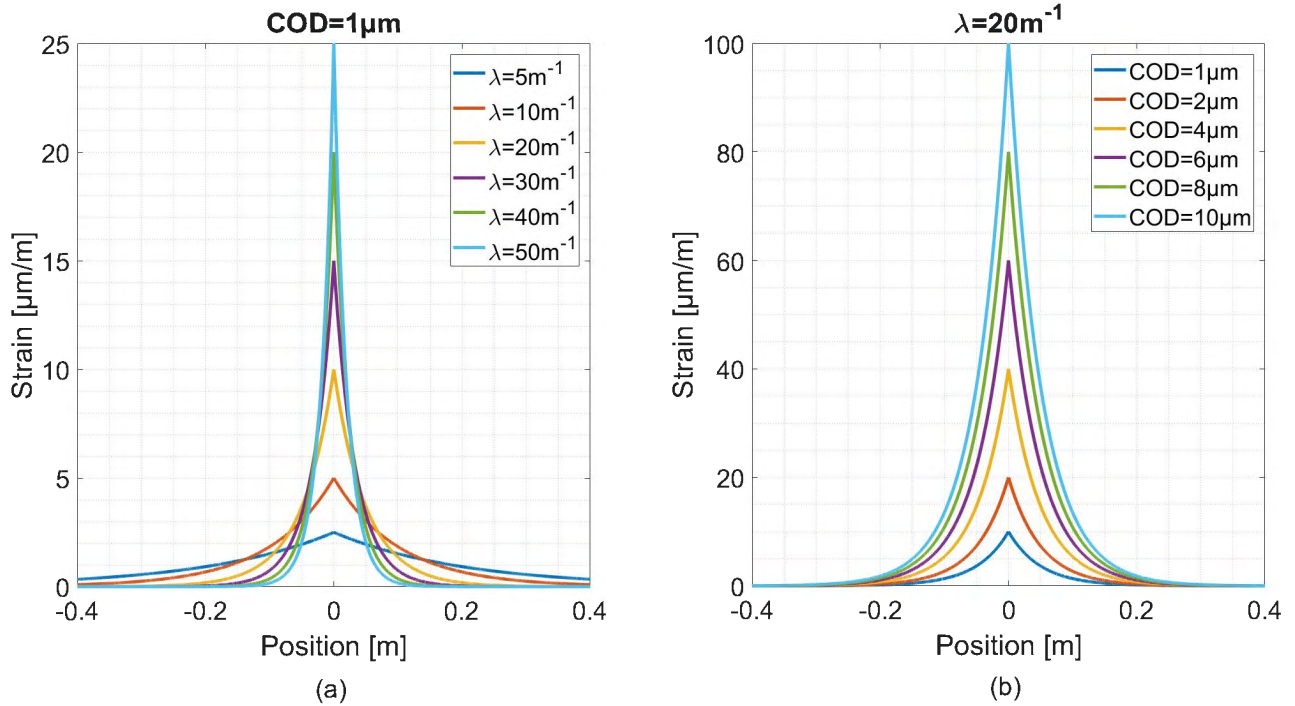 COD=1μm
25
20
15
10
5
0
Strain [μm/m]
-0.4
-0.2
0
0.2
0.4
Position [m]
λ=5m⁻¹
λ=10m⁻¹
λ=20m⁻¹
λ=30m⁻¹
λ=40m⁻¹
λ=50m⁻¹
(a)
λ=20m⁻¹
100
80
60
40
20
0
Strain [μm/m]
-0.4
-0.2
0
0.2
0.4
Position [m]
COD=1μm
COD=2μm
COD=4μm
COD=6μm
COD=8μm
COD=10μm
(b)